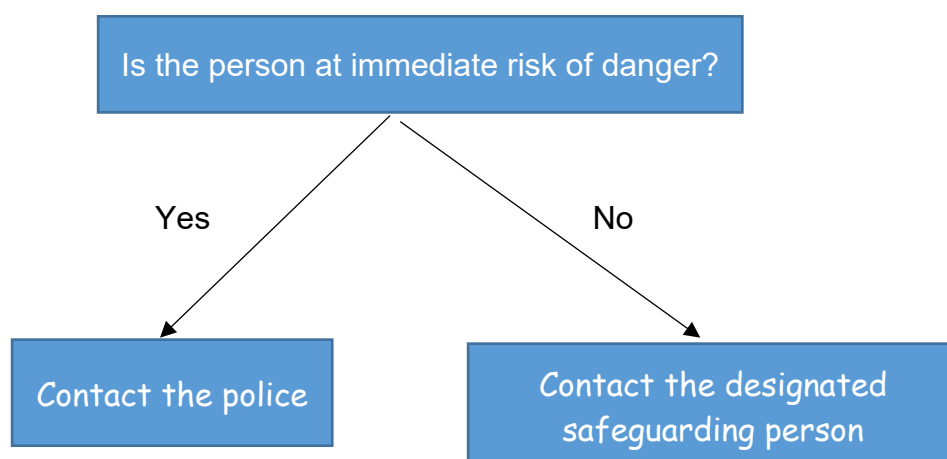 Is the person at immediate risk of danger?
Yes
No
Contact the police
Contact the designated
safeguarding person